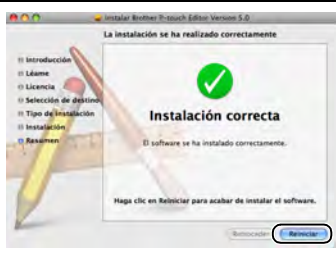 Instalar Brother P-touch Editor Version 5.0
La instalación se ha realizado correctamente
Introducción
Léame
Licencia
Selección de destino
Tipo de instalación
Instalación
Resumen
Instalación correcta
El software se ha instalado correctamente.
Haga clic en Reiniciar para acabar de instalar el software.
Retroceder
Reiniciar